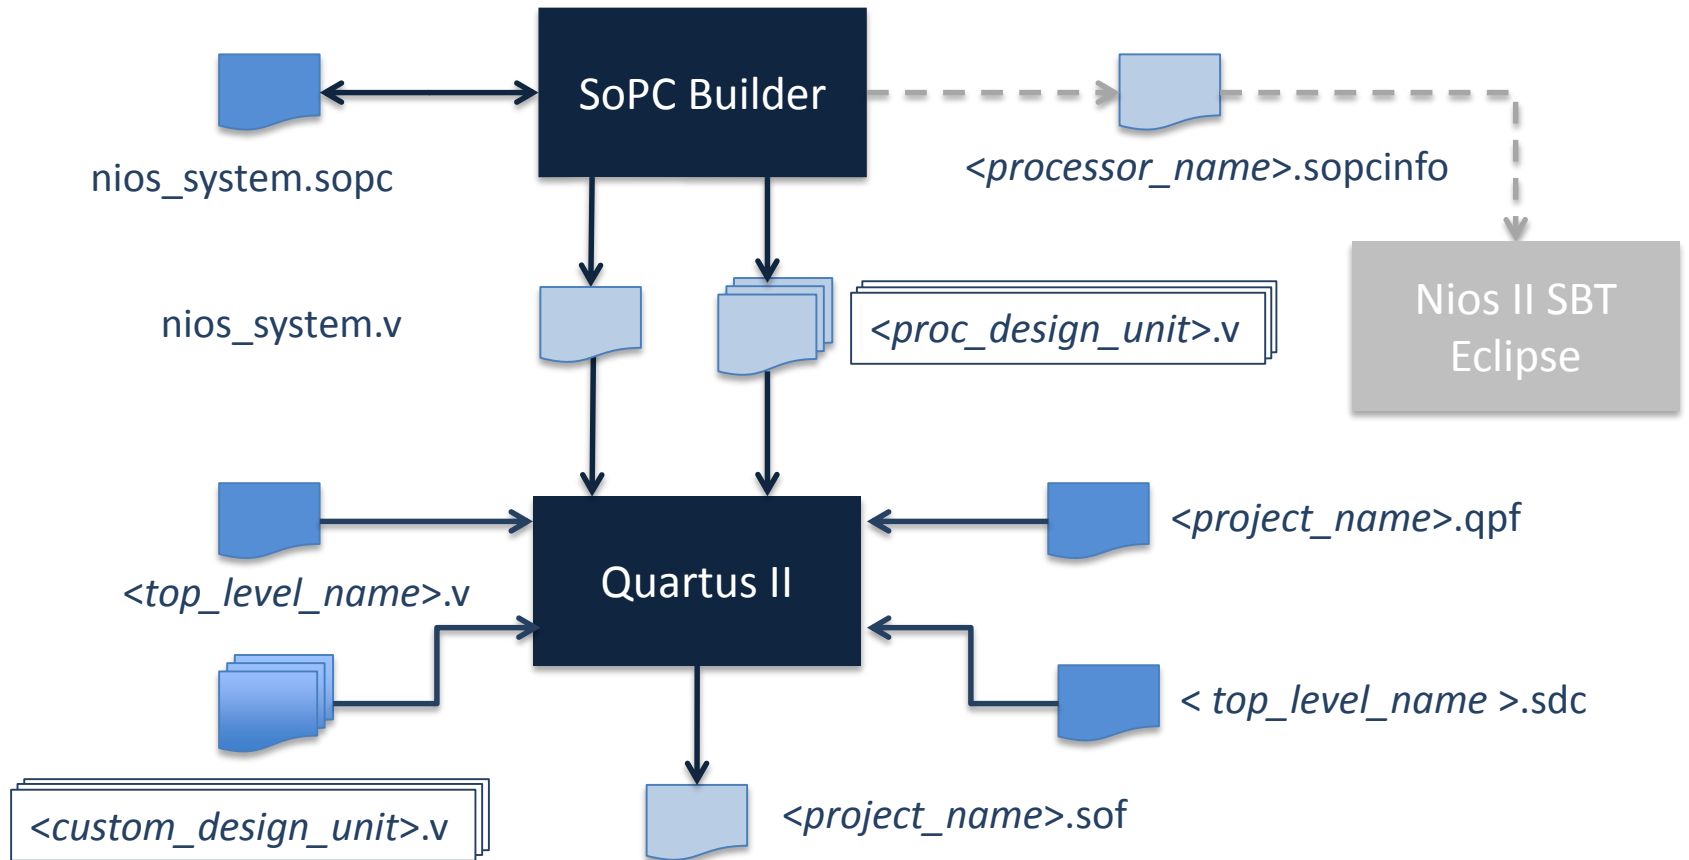 SoPC Builder
nios_system.sopc
<processor_name>.sopcinfo
nios_system.v
<proc_design_unit>.v
Nios II SBT
Eclipse
<top_level_name>.v
Quartus II
<project_name>.qpf
< top_level_name >.sdc
<custom_design_unit>.v
<project_name>.sof